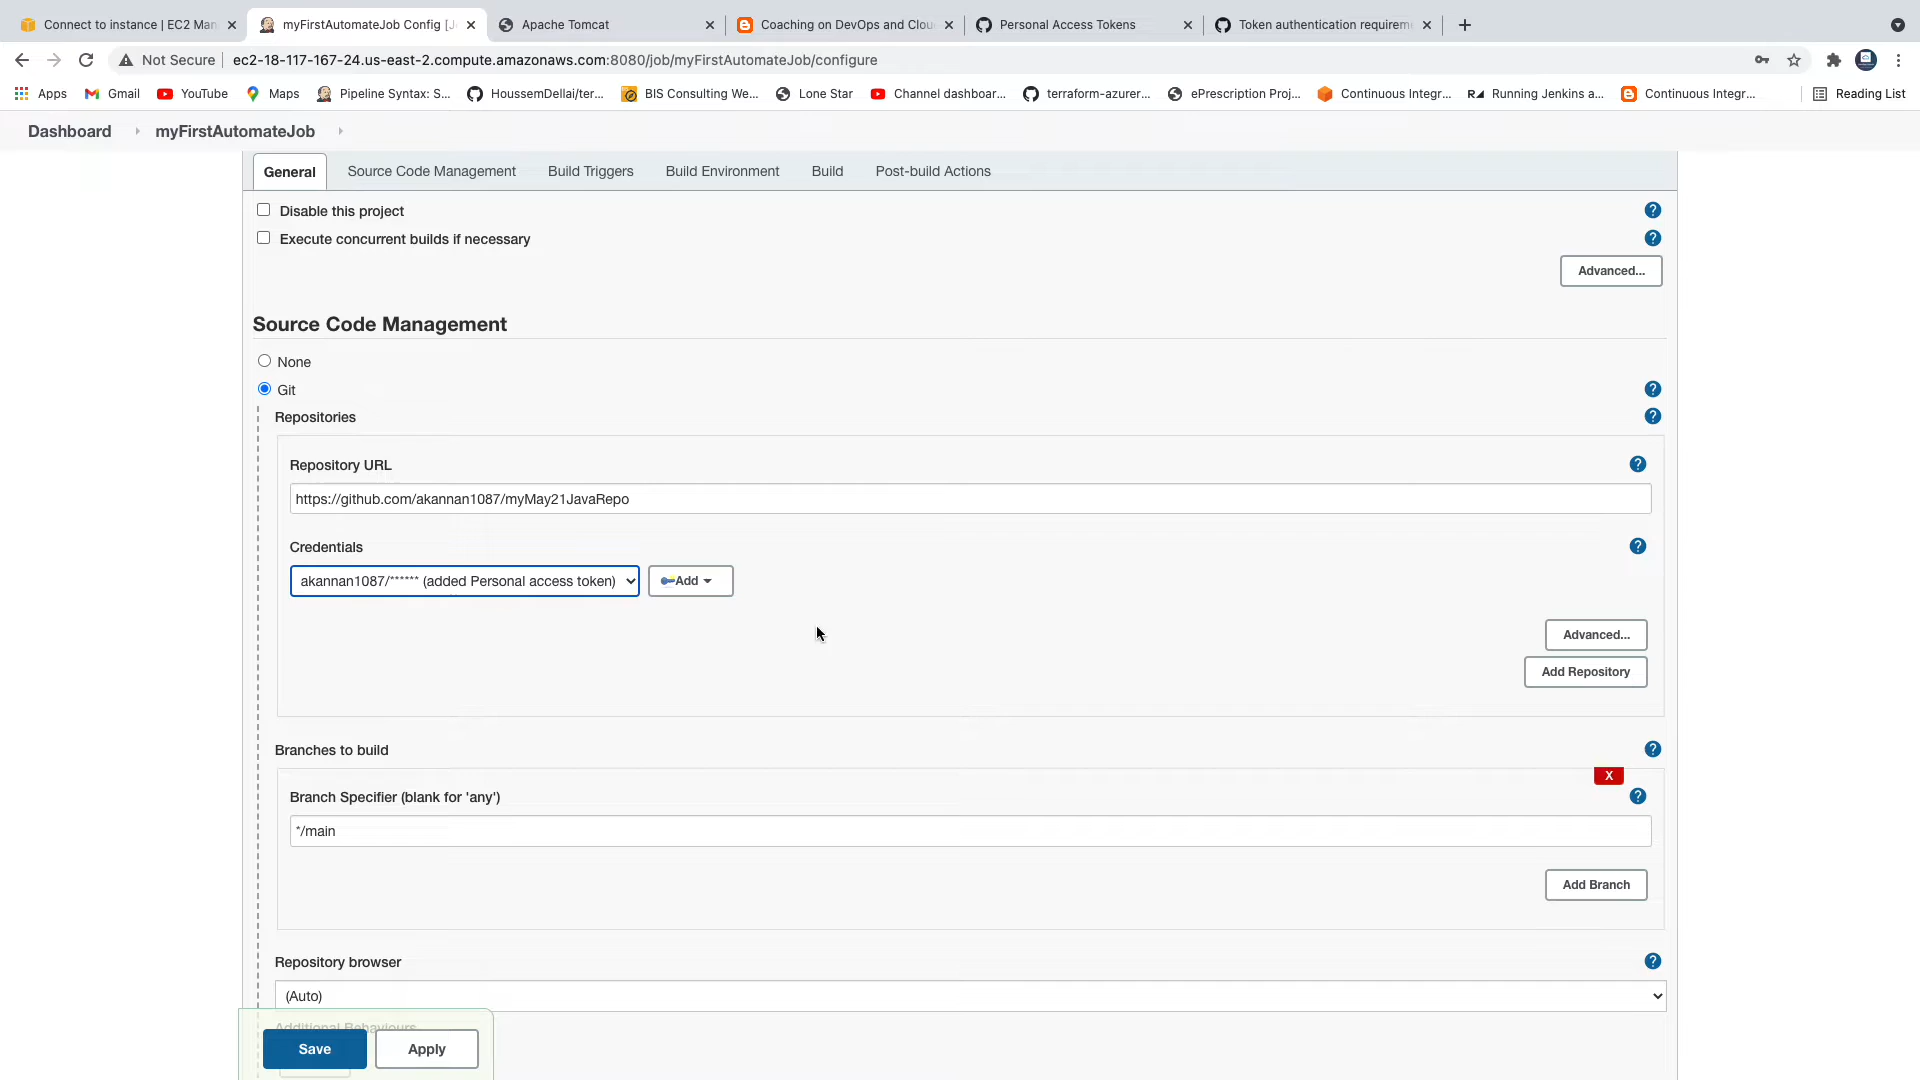 Connect to instance | EC2 Man
myFirstAutomateJob Config [J
Apache Tomcat
Coaching on DevOps and Clou
Personal Access Tokens
Token authentication requirem
Not Secure
ec2-18-117-167-24.us-east-2.compute.amazonaws.com:8080/job/myFirstAutomateJob/configure
Apps
Gmail
YouTube
Maps
Pipeline Syntax: S...
HoussemDellai/ter...
BIS Consulting We...
Lone Star
Channel dashboar...
terraform-azurer...
ePrescription Proj...
Continuous Integr...
Running Jenkins a...
Continuous Integr...
Reading List
Dashboard
myFirstAutomateJob
General
Source Code Management
Build Triggers
Build Environment
Build
Post-build Actions
Disable this project
Execute concurrent builds if necessary
Advanced...
Source Code Management
None
Git
Repositories
Repository URL
https://github.com/akannan1087/myMay21JavaRepo
Credentials
akannan1087/****** (added Personal access token)
Add
Advanced...
Add Repository
Branches to build
X
Branch Specifier (blank for 'any')
*/main
Add Branch
Repository browser
(Auto)
Additional Behaviours
Save
Apply